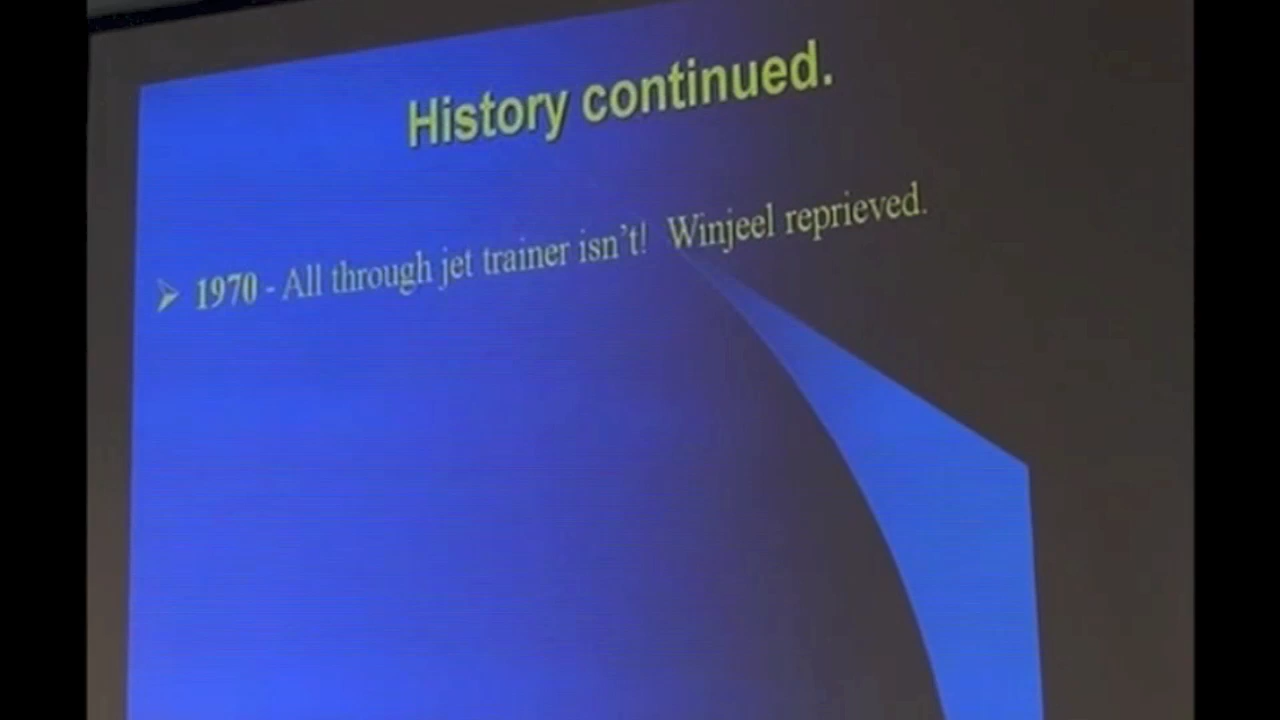 History continued.
➢ 1970 - All through jet trainer isn't! Winjeel reprieved.